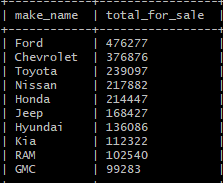 make_name | total_for_sale
Ford | 476277
Chevrolet | 376876
Toyota | 239097
Nissan | 217882
Honda | 214447
Jeep | 168427
Hyundai | 136086
Kia | 112322
RAM | 102540
GMC | 99283